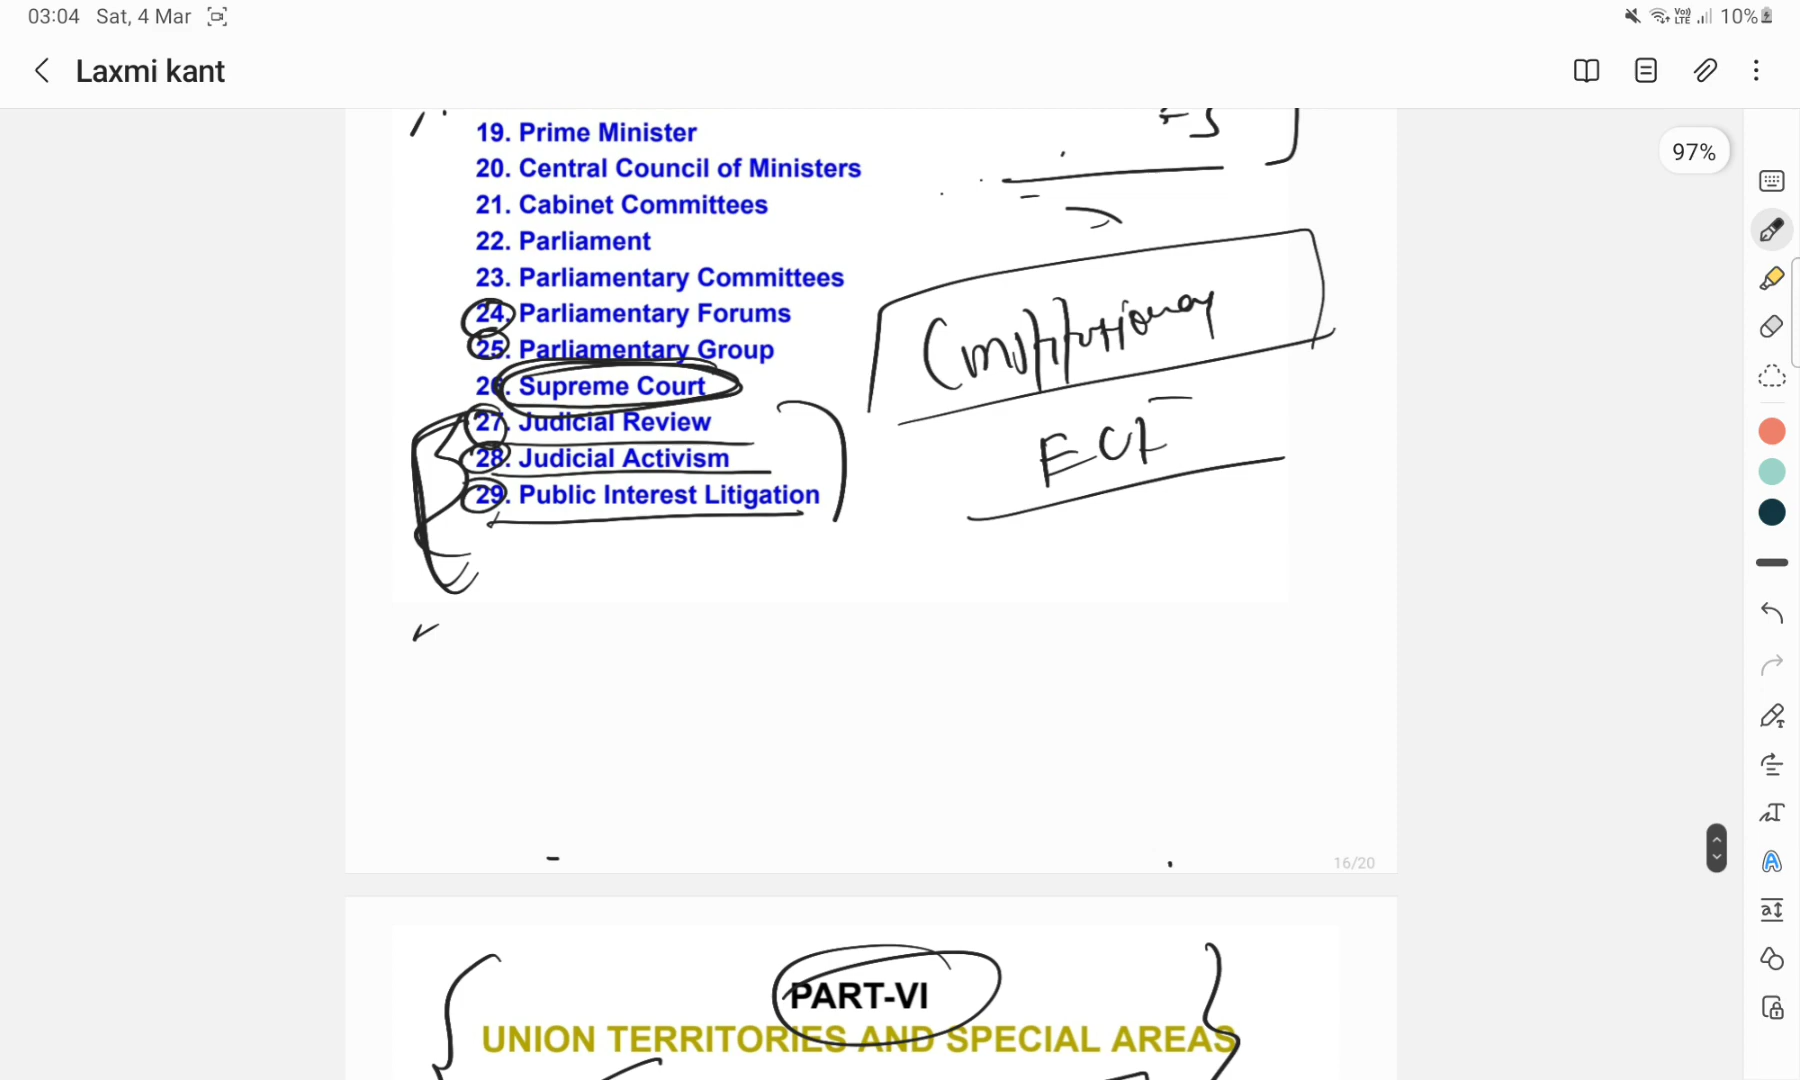 03:04 Sat, 4 Mar
10%
Laxmi kant
97%
19. Prime Minister
20. Central Council of Ministers
21. Cabinet Committees
22. Parliament
23. Parliamentary Committees
24. Parliamentary Forums
25. Parliamentary Group
26. Supreme Court
27. Judicial Review
28. Judicial Activism
29. Public Interest Litigation
16/20
PART-VI
UNION TERRITORIES AND SPECIAL AREAS